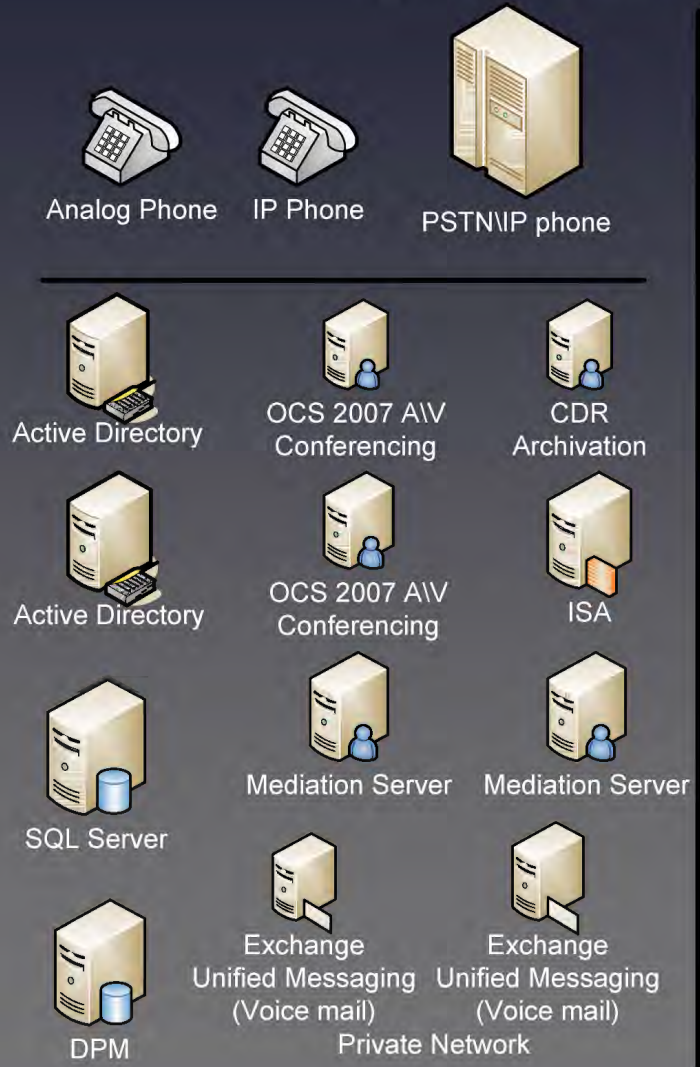 Analog Phone
IP Phone
PSTN\IP phone
Active Directory
OCS 2007 A\V
Conferencing
CDR
Archivation
Active Directory
OCS 2007 A\V
Conferencing
ISA
SQL Server
Mediation Server
Mediation Server
DPM
Exchange
Unified Messaging
(Voice mail)
Exchange
Unified Messaging
(Voice mail)
Private Network